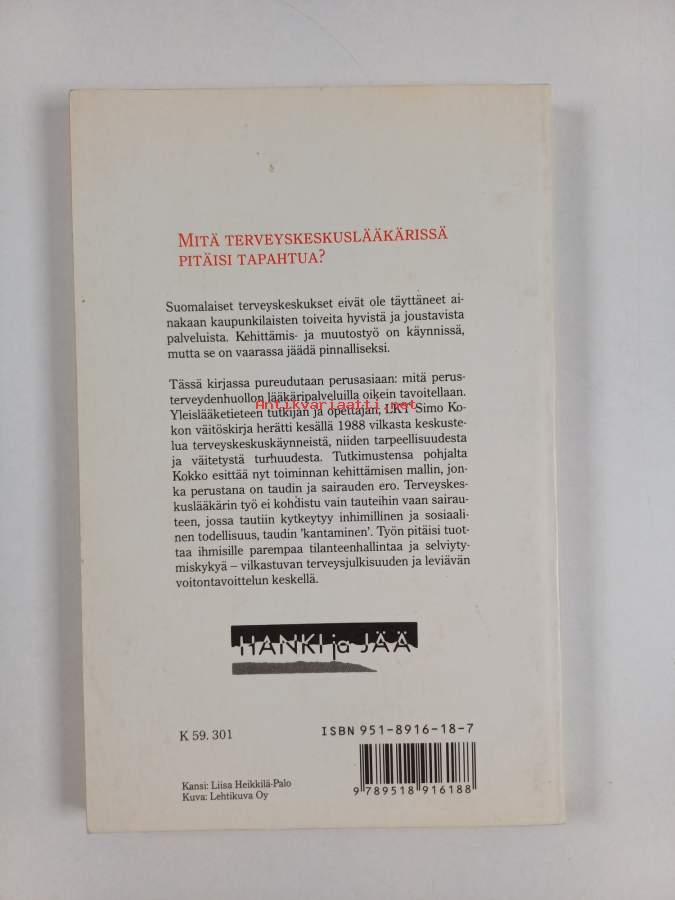 MITÄ TERVEYSKESKUSLÄÄKÄRISSÄ
PITÄISI TAPAHTUA?
Suomalaiset terveyskeskukset eivät ole täyttäneet ai-
nakaan kaupunkilaisten toiveita hyvistä ja joustavista
palveluista. Kehittämis- ja muutostyö on käynnissä,
mutta se on vaarassa jäädä pinnalliseksi.
Tässä kirjassa pureudutaan perusasiaan: mitä perus-
terveydenhuollon lääkäripalveluilla oikein tavoitellaan.
Antikvariaatti.net
Yleislääketieteen tutkijan ja opettajan, LKT Simo Ko-
kon väitöskirja herätti kesällä 1988 vilkasta keskuste-
lua terveyskeskuskäynneistä, niiden tarpeellisuudesta
ja väitetystä turhuudesta. Tutkimustensa pohjalta
Kokko esittää nyt toiminnan kehittämisen mallin, jon-
ka perustana on taudin ja sairauden ero. Terveyskes-
kuslääkärin työ ei kohdistu vain tauteihin vaan sairau-
teen, jossa tautiin kytkeytyy inhimillinen ja sosiaali-
nen todellisuus, taudin 'kantaminen'. Työn pitäisi tuot-
taa ihmisille parempaa tilanteenhallintaa ja selviyty-
miskykyä – vilkastuvan terveysjulkisuuden ja leviävän
voitontavoittelun keskellä.
HANKI ja JÄÄ
K 59.301
ISBN 951-8916-18-7
Kansi: Liisa Heikkilä-Palo
Kuva: Lehtikuva Oy
9 789518 916188